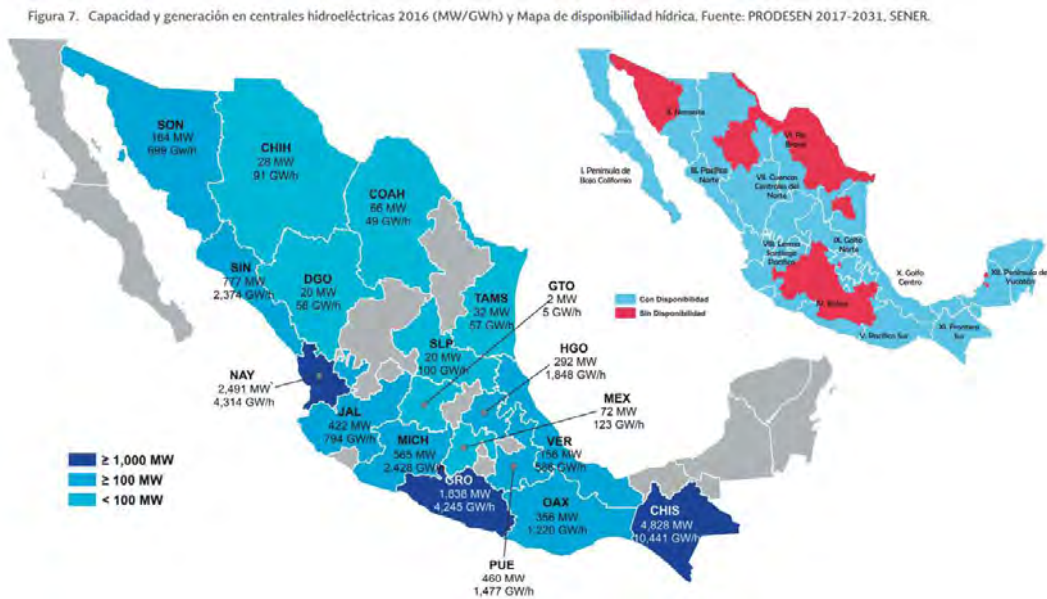 Figura 7. Capacidad y generación en centrales hidroeléctricas 2016 (MW/GWh) y Mapa de disponibilidad hídrica. Fuente: PRODESEN 2017-2031, SENER.
SON
164 MW
699 GW/h
CHIH
28 MW
91 GW/h
COAH
66 MW
49 GW/h
SIN
777 MW
2,374 GW/h
DGO
20 MW
56 GW/h
TAMS
32 MW
57 GW/h
GTO
2 MW
5 GW/h
SLP
20 MW
100 GW/h
HGO
292 MW
1,848 GW/h
NAY
2,491 MW
4,314 GW/h
MEX
72 MW
123 GW/h
JAL
422 MW
794 GW/h
MICH
565 MW
2,428 GW/h
VER
156 MW
586 GW/h
GRO
1,838 MW
4,245 GW/h
OAX
356 MW
1,220 GW/h
CHIS
4,828 MW
10,441 GW/h
PUE
460 MW
1,477 GW/h
≥ 1,000 MW
≥ 100 MW
< 100 MW
I. Península de
Baja California
II. Noroeste
III. Pacífico
Norte
VI. Río
Bravo
VII. Cuencas
Centrales del
Norte
VIII. Lerma
Santiago
Pacífico
IX. Golfo
Norte
X. Golfo
Centro
XII. Península de
Yucatán
IV. Balsas
V. Pacífico Sur
XI. Frontera
Sur
Con Disponibilidad
Sin Disponibilidad